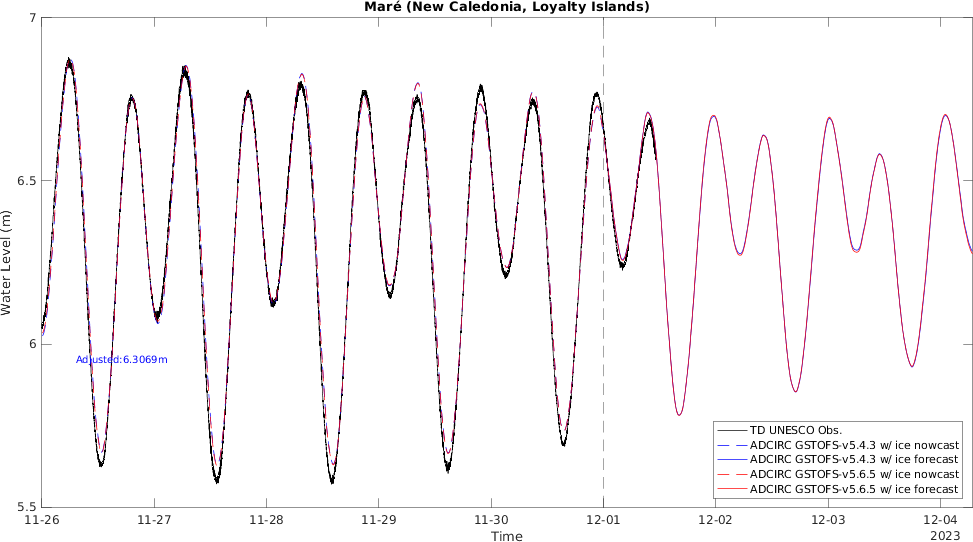 Maré (New Caledonia, Loyalty Islands)
7
6.5
6
5.5
Water Level (m)
Adjusted:6.3069m
TD UNESCO Obs.
ADCIRC GSTOFS-v5.4.3 w/ ice nowcast
ADCIRC GSTOFS-v5.4.3 w/ ice forecast
ADCIRC GSTOFS-v5.6.5 w/ ice nowcast
ADCIRC GSTOFS-v5.6.5 w/ ice forecast
11-26 11-27 11-28 11-29 11-30 12-01 12-02 12-03 12-04
Time 2023